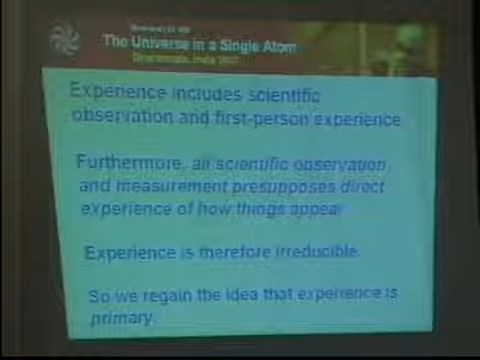 The Universe in a Single Atom
Experience includes scientific
observation and first-person experience
Furthermore, all scientific observation
and measurement presupposes direct
experience of how things appear
Experience is therefore irreducible.
So we regain the idea that experience is
primary.